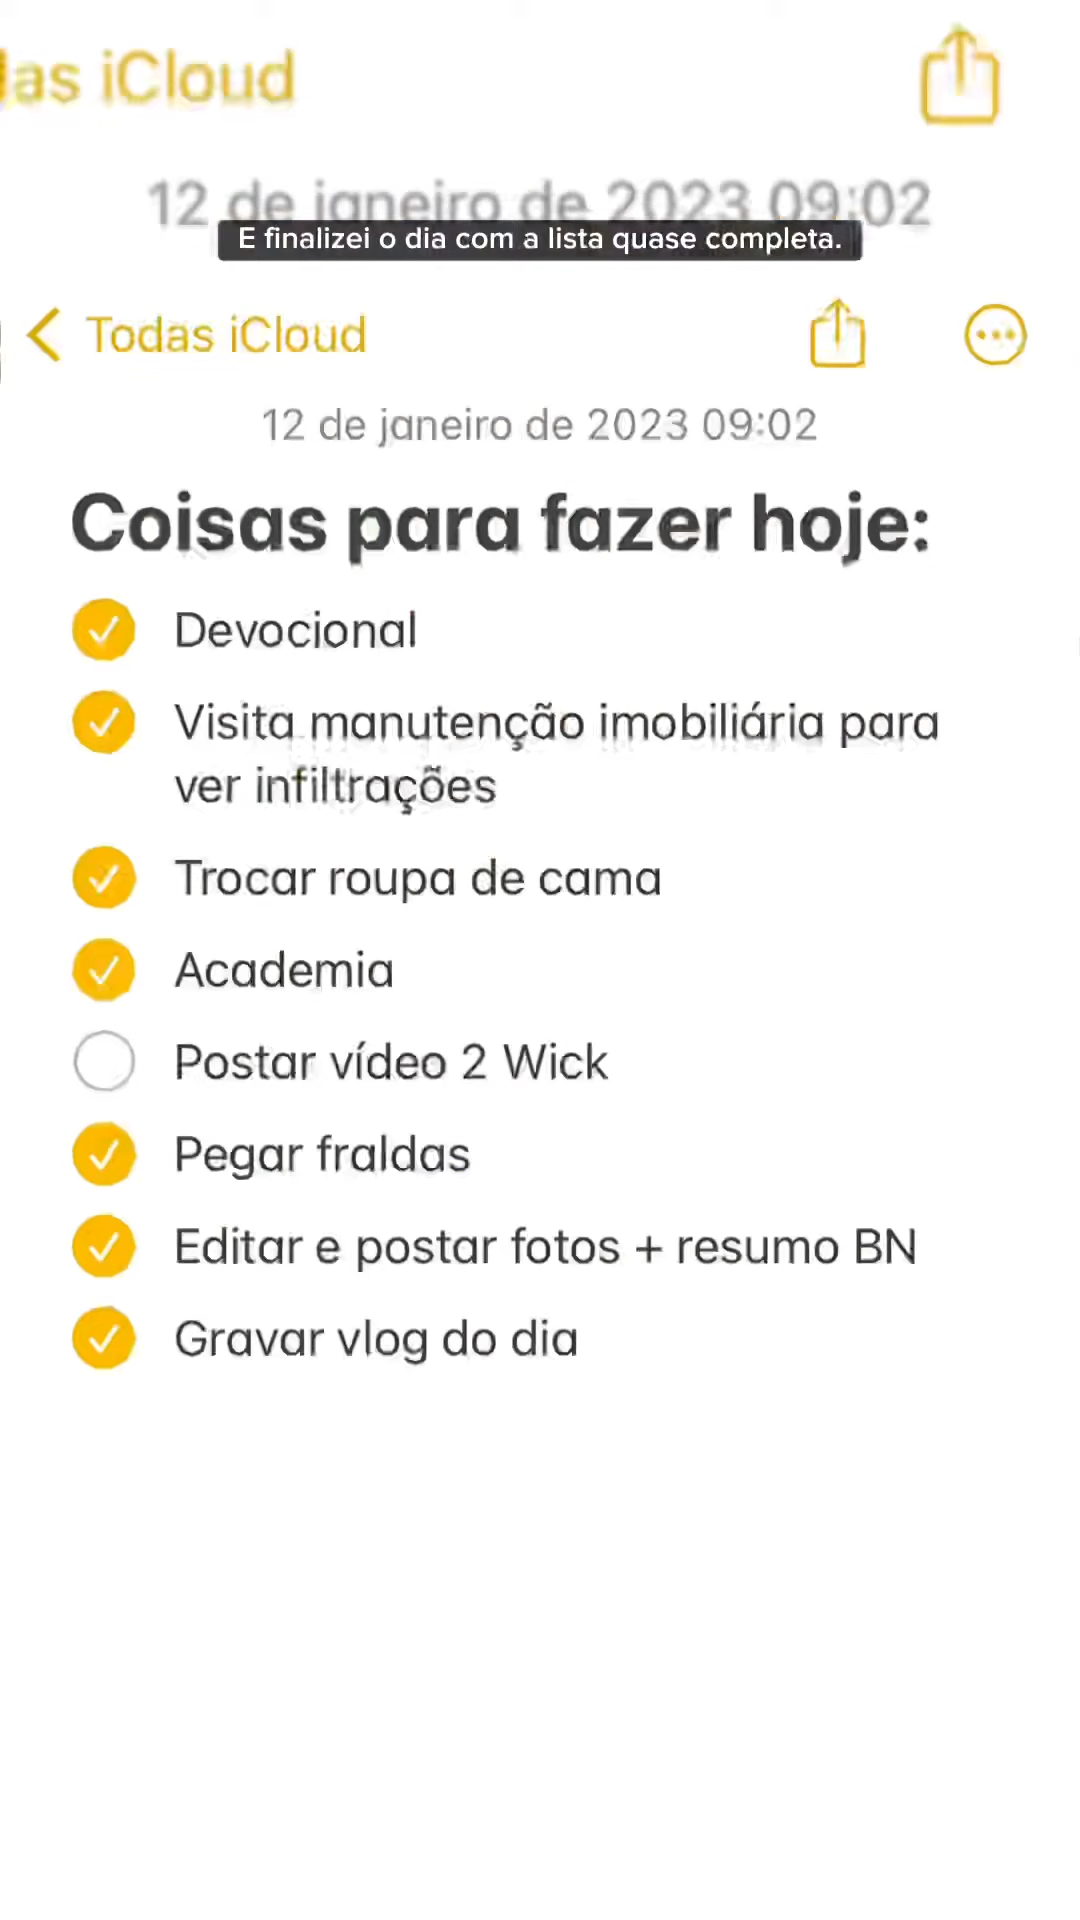 das iCloud
12 de janeiro de 2023 09:02
E finalizei o dia com a lista quase completa.
Todas iCloud
12 de janeiro de 2023 09:02
Coisas para fazer hoje:
Devocional
Visita manutenção imobiliária para
ver infiltrações
Trocar roupa de cama
Academia
Postar vídeo 2 Wick
Pegar fraldas
Editar e postar fotos + resumo BN
Gravar vlog do dia